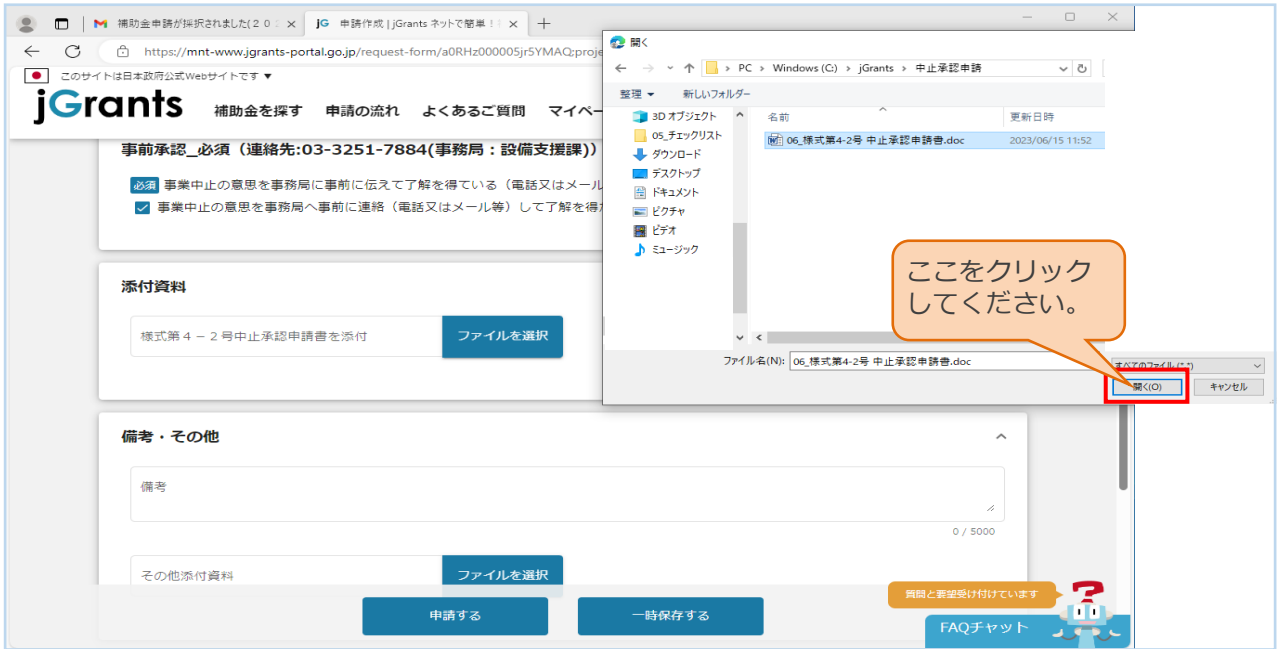 補助金申請が採択されました(２０
jG 申請作成 | jGrants ネットで簡単！
https://mnt-www.jgrants-portal.go.jp/request-form/a0RHz000005jr5YMAQ;proje
このサイトは日本政府公式Webサイトです ▼
jGrants 補助金を探す 申請の流れ よくあるご質問 マイペー
事前承認_必須（連絡先:03-3251-7884(事務局：設備支援課)）
必須 事業中止の意思を事務局に事前に伝えて了解を得ている（電話又はメール
事業中止の意思を事務局へ事前に連絡（電話又はメール等）して了解を得
添付資料
様式第４－２号中止承認申請書を添付 ファイルを選択
備考・その他
備考
0 / 5000
その他添付資料 ファイルを選択
申請する 一時保存する
質問と要望受け付けています
FAQチャット
開く
PC > Windows (C:) > jGrants > 中止承認申請
整理 ▼ 新しいフォルダー
3D オブジェクト
05_チェックリスト
ダウンロード
デスクトップ
ドキュメント
ピクチャ
ビデオ
ミュージック
名前 更新日時
06_様式第4-2号 中止承認申請書.doc 2023/06/15 11:52
ここをクリック
してください。
ファイル名(N): 06_様式第4-2号 中止承認申請書.doc
すべてのファイル (*.*)
開く(O) キャンセル